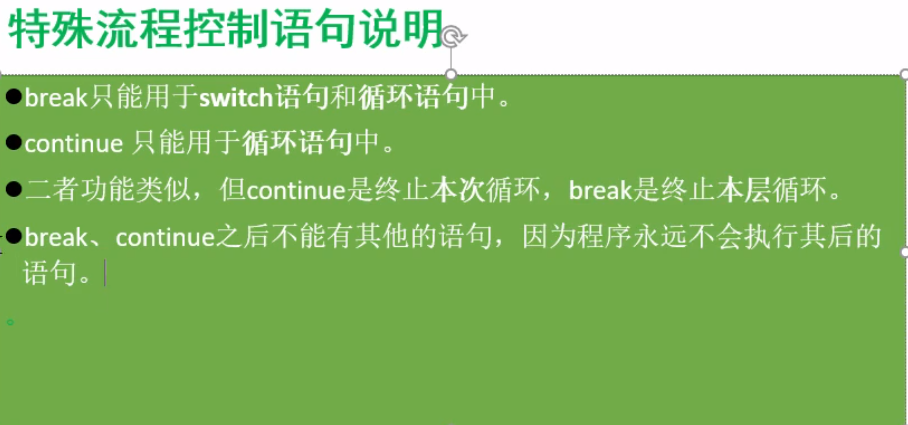 特殊流程控制语句说明
●break只能用于switch语句和循环语句中。
●continue 只能用于循环语句中。
●二者功能类似，但continue是终止本次循环，break是终止本层循环。
●break、continue之后不能有其他的语句，因为程序永远不会执行其后的
语句。
。